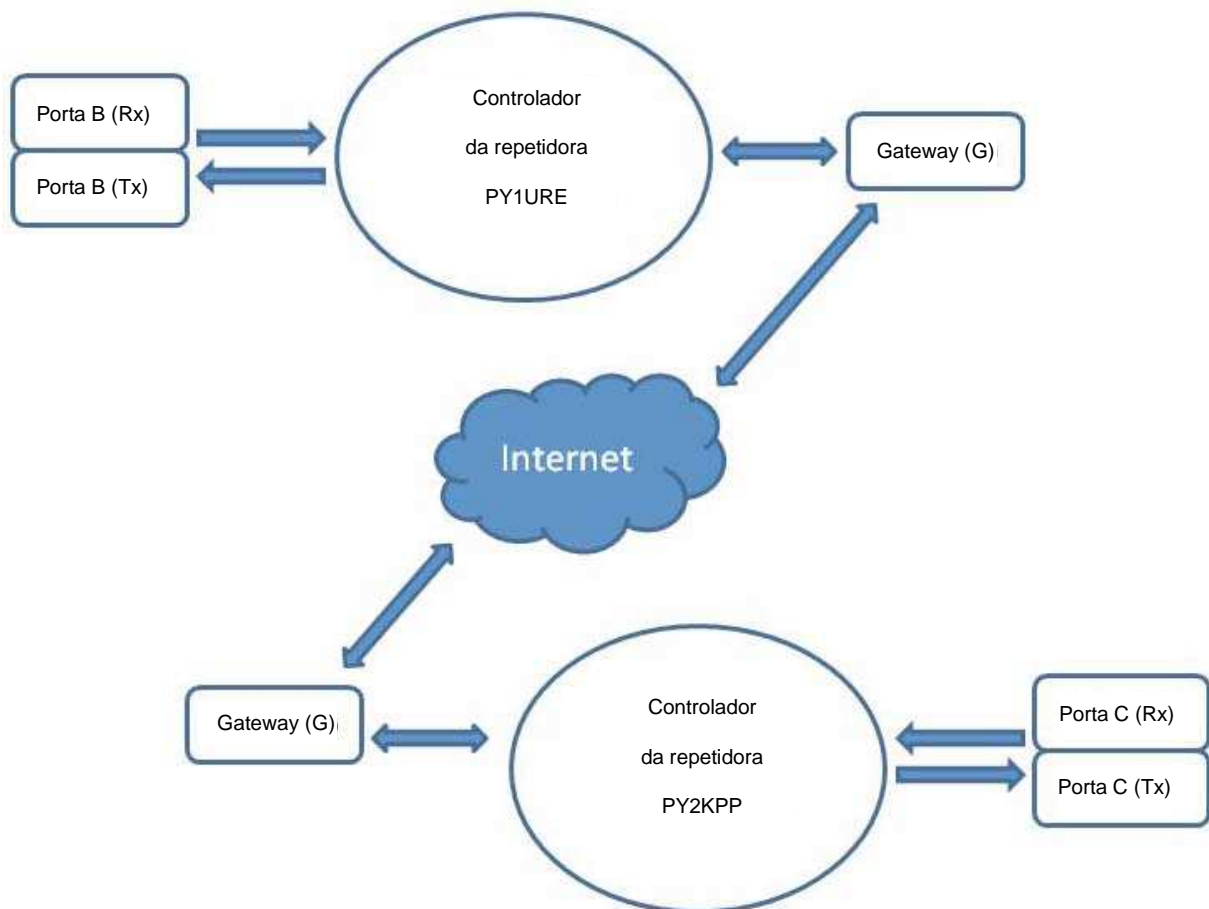 Porta B (Rx)
Porta B (Tx)
Controlador
da repetidora
PY1URE
Gateway (G)
Internet
Gateway (G)
Controlador
da repetidora
PY2KPP
Porta C (Rx)
Porta C (Tx)